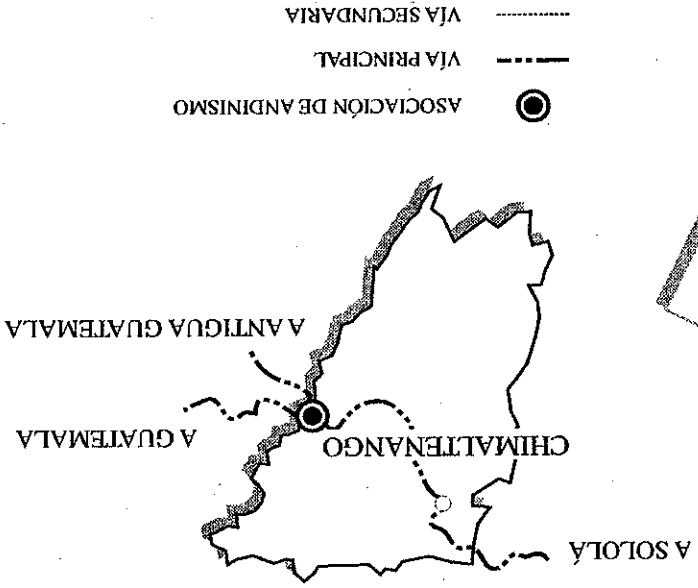 A SOLOLÁ
CHIMALTENANGO
A GUATEMALA
A ANTIGUA GUATEMALA
ASOCIACIÓN DE ANDINISMO
VÍA PRINCIPAL
VÍA SECUNDARIA